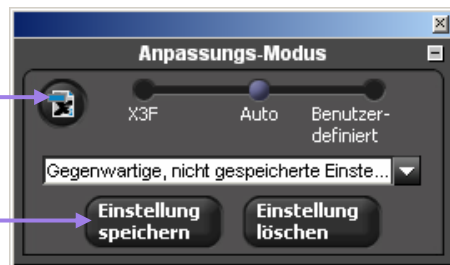 Anpassungs-Modus
X3F Auto Benutzer-
definiert
Gegenwartige, nicht gespeicherte Einste...
Einstellung Einstellung
speichern löschen